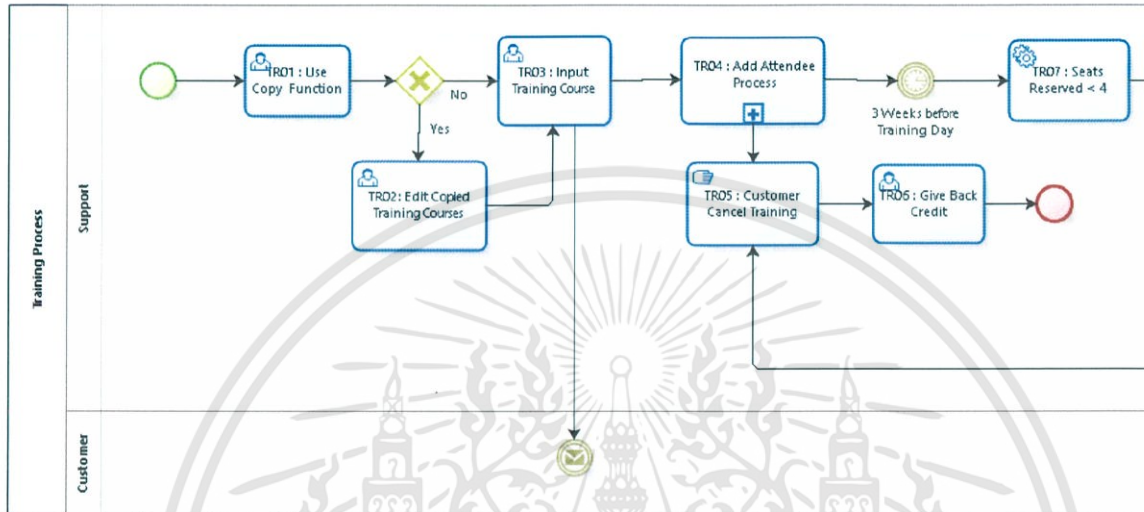 Training Process
Support
Customer
TR01 : Use
Copy Function
No
Yes
TR02 : Edit Copied
Training Courses
TR03 : Input
Training Course
TR04 : Add Attendee
Process
3 Weeks before
Training Day
TR07 : Seats
Reserved < 4
TR05 : Customer
Cancel Training
TR06 : Give Back
Credit